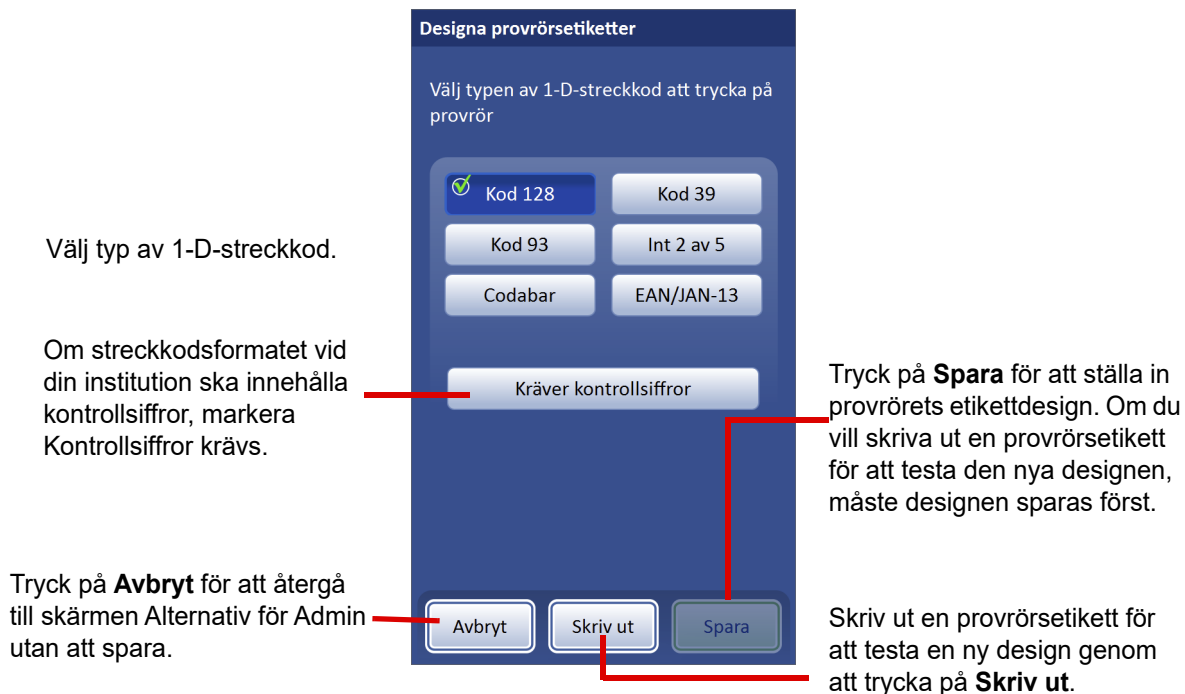 Designa provrörsetiketter
Välj typen av 1-D-streckkod att trycka på
provrör
Kod 128
Kod 39
Kod 93
Int 2 av 5
Codabar
EAN/JAN-13
Kräver kontrollsiffror
Avbryt
Skriv ut
Spara
Välj typ av 1-D-streckkod.
Om streckkodsformatet vid
din institution ska innehålla
kontrollsiffror, markera
Kontrollsiffror krävs.
Tryck på Avbryt för att återgå
till skärmen Alternativ för Admin
utan att spara.
Tryck på Spara för att ställa in
provrörets etikettdesign. Om du
vill skriva ut en provrörsetikett
för att testa den nya designen,
måste designen sparas först.
Skriv ut en provrörsetikett för
att testa en ny design genom
att trycka på Skriv ut.